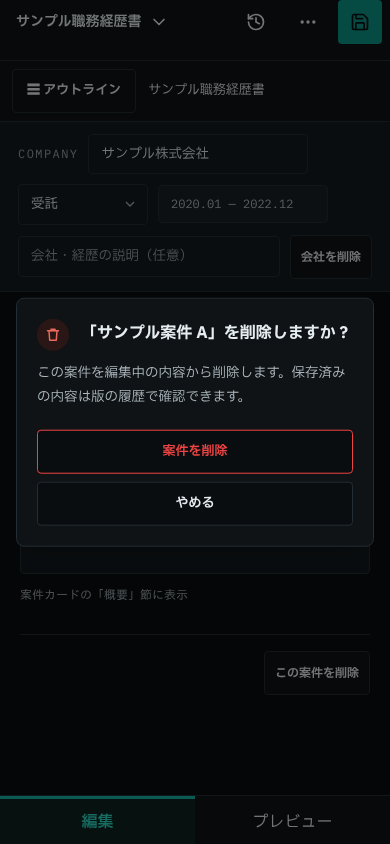 サンプル職務経歴書
アウトライン
サンプル職務経歴書
COMPANY
サンプル株式会社
受託
2020.01 — 2022.12
会社・経歴の説明（任意）
会社を削除
「サンプル案件 A」を削除しますか？
この案件を編集中の内容から削除します。保存済み
の内容は版の履歴で確認できます。
案件を削除
やめる
案件カードの「概要」節に表示
この案件を削除
編集
プレビュー